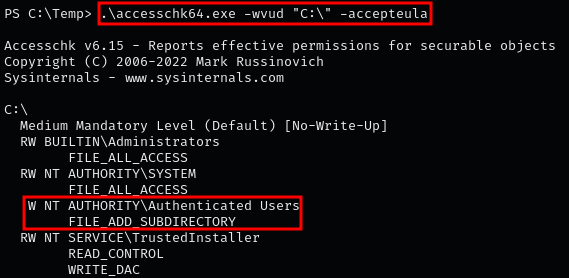 PS C:\Temp> .\accesschk64.exe -wvud "C:\" -accepteula
Accesschk v6.15 - Reports effective permissions for securable objects
Copyright (C) 2006-2022 Mark Russinovich
Sysinternals - www.sysinternals.com
C:\
Medium Mandatory Level (Default) [No-Write-Up]
RW BUILTIN\Administrators
FILE_ALL_ACCESS
RW NT AUTHORITY\SYSTEM
FILE_ALL_ACCESS
W NT AUTHORITY\Authenticated Users
FILE_ADD_SUBDIRECTORY
RW NT SERVICE\TrustedInstaller
READ_CONTROL
WRITE_DAC